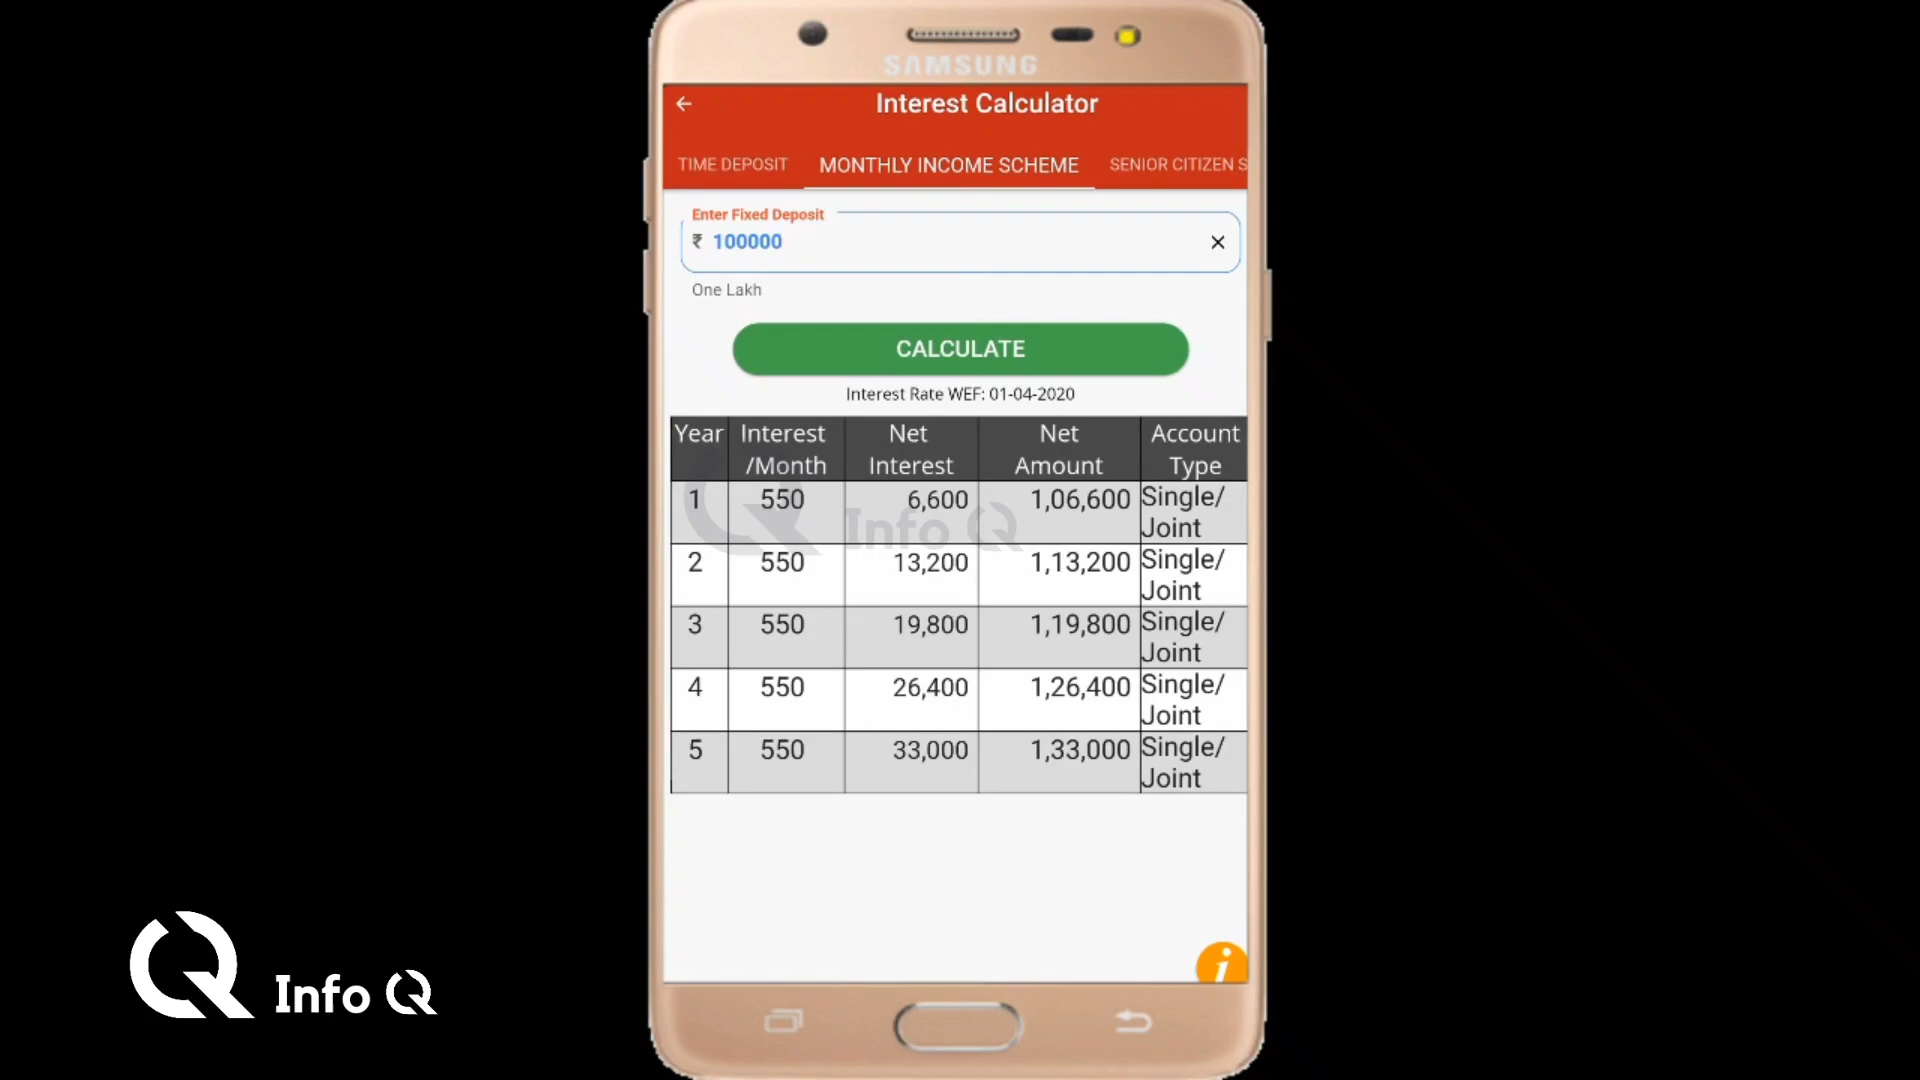 SAMSUNG
Interest Calculator
TIME DEPOSIT MONTHLY INCOME SCHEME SENIOR CITIZEN S
Enter Fixed Deposit
₹ 100000
One Lakh
CALCULATE
Interest Rate WEF: 01-04-2020
Year Interest /Month Net Interest Net Amount Account Type
1 550 6,600 1,06,600 Single/ Joint
2 550 13,200 1,13,200 Single/ Joint
3 550 19,800 1,19,800 Single/ Joint
4 550 26,400 1,26,400 Single/ Joint
5 550 33,000 1,33,000 Single/ Joint
Info Q
i
Info Q